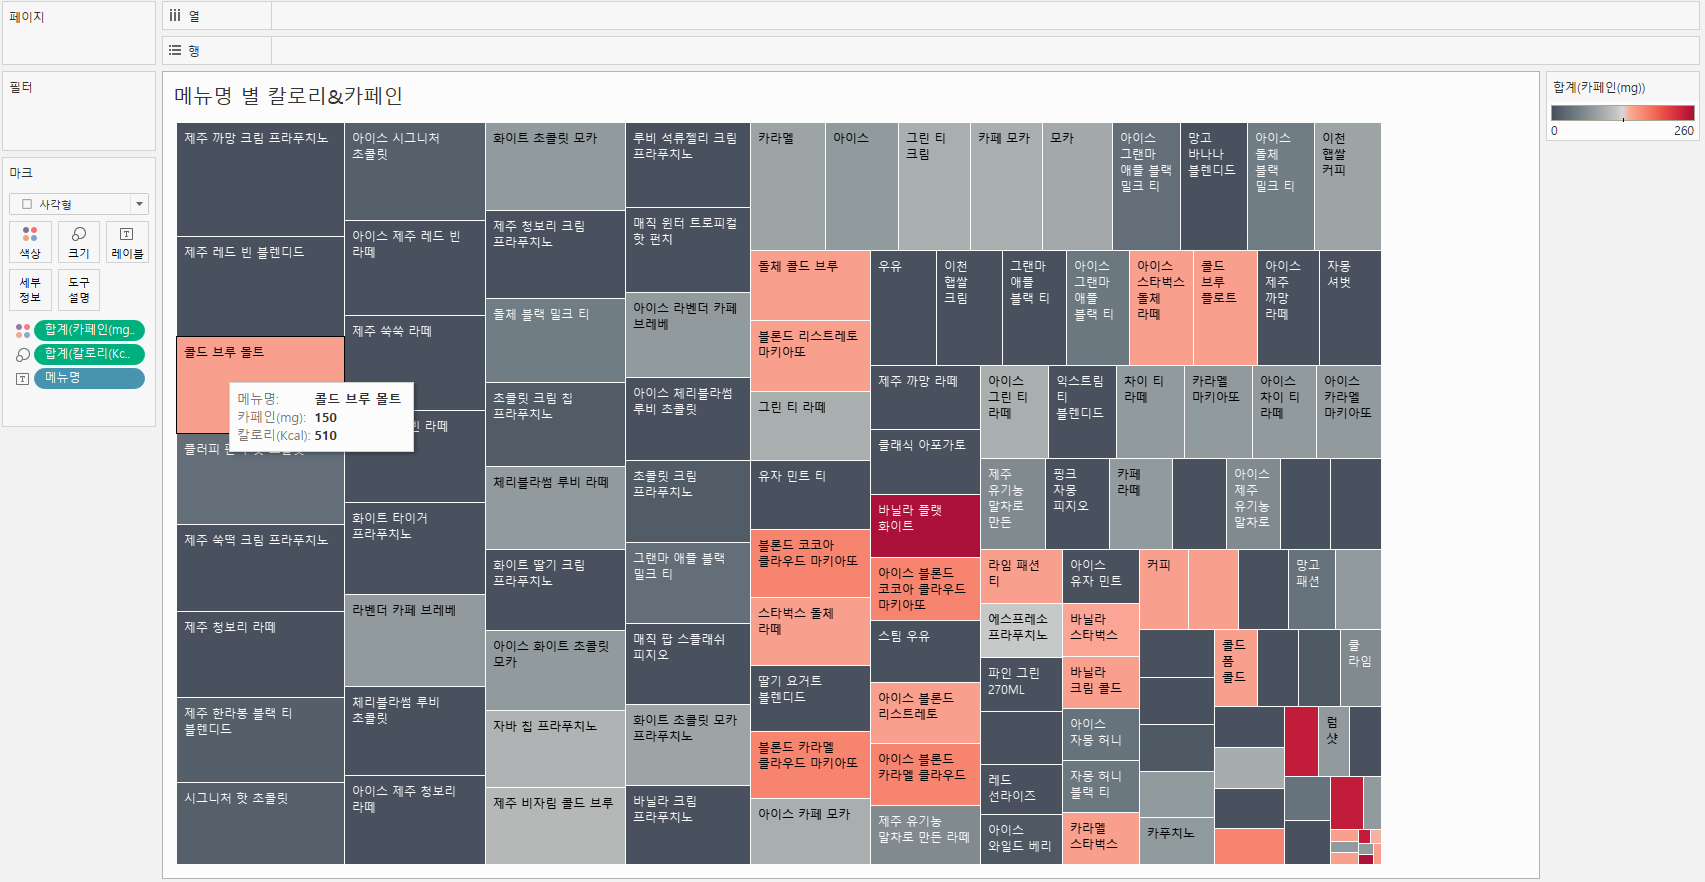 페이지
열
행
필터
마크
사각형
색상
크기
레이블
세부
정보
도구
설명
합계(카페인(mg..
합계(칼로리(Kc..
메뉴명
메뉴명 별 칼로리&카페인
제주 까망 크림 프라푸치노
제주 레드 빈 블렌디드
콜드 브루 몰트
메뉴명: 콜드 브루 몰트
카페인(mg): 150
칼로리(Kcal): 510
플러피
제주 쑥떡 크림 프라푸치노
제주 청보리 라떼
제주 한라봉 블랙 티
블렌디드
시그니처 핫 초콜릿
아이스 시그니처
초콜릿
아이스 제주 레드 빈
라떼
제주 쑥쑥 라떼
빈 라떼
화이트 타이거
프라푸치노
라벤더 카페 브레베
체리블라썸 루비
초콜릿
아이스 제주 청보리
라떼
화이트 초콜릿 모카
제주 청보리 크림
프라푸치노
돌체 블랙 밀크 티
초콜릿 크림 칩
프라푸치노
체리블라썸 루비 라떼
화이트 딸기 크림
프라푸치노
아이스 화이트 초콜릿
모카
자바 칩 프라푸치노
제주 비자림 콜드 브루
루비 석류젤리 크림
프라푸치노
매직 윈터 트로피컬
핫 펀치
아이스 라벤더 카페
브레베
아이스 체리블라썸
루비 초콜릿
초콜릿 크림
프라푸치노
그랜마 애플 블랙
밀크 티
매직 팝 스플래쉬
피지오
화이트 초콜릿 모카
프라푸치노
바닐라 크림
프라푸치노
카라멜
아이스
그린 티
크림
카페 모카
모카
아이스
그랜마
애플 블랙
밀크 티
망고
바나나
블렌디드
아이스
돌체
블랙
밀크 티
이천
햅쌀
커피
돌체 콜드 브루
블론드 리스트레토
마키아또
그린 티 라떼
유자 민트 티
블론드 코코아
클라우드 마키아또
스타벅스 돌체
라떼
딸기 요거트
블렌디드
블론드 카라멜
클라우드 마키아또
아이스 카페 모카
우유
이천
햅쌀
크림
그랜마
애플
블랙 티
아이스
그랜마
애플
블랙 티
아이스
스타벅스
돌체
라떼
콜드
브루
플로트
아이스
제주
까망
라떼
자몽
셔벗
제주 까망 라떼
클래식 아포가토
바닐라 플랫
화이트
아이스 블론드
코코아 클라우드
마키아또
스팀 우유
아이스 블론드
리스트레토
아이스 블론드
카라멜 클라우드
제주 유기농
말차로 만든 라떼
아이스
그린 티
라떼
익스트림
티
블렌디드
차이 티
라떼
카라멜
마키아또
아이스
차이 티
라떼
아이스
카라멜
마키아또
제주
유기농
말차로
만든
핑크
자몽
피지오
카페
라떼
아이스
제주
유기농
말차로
라임 패션
티
에스프레소
프라푸치노
파인 그린
270ML
레드
선라이즈
아이스
와일드 베리
아이스
유자 민트
바닐라
스타벅스
바닐라
크림 콜드
아이스
자몽 허니
자몽 허니
블랙 티
카라멜
스타벅스
커피
망고
패션
콜드
폼
콜드
쿨
라임
럼
샷
카푸치노
합계(카페인(mg))
0
260